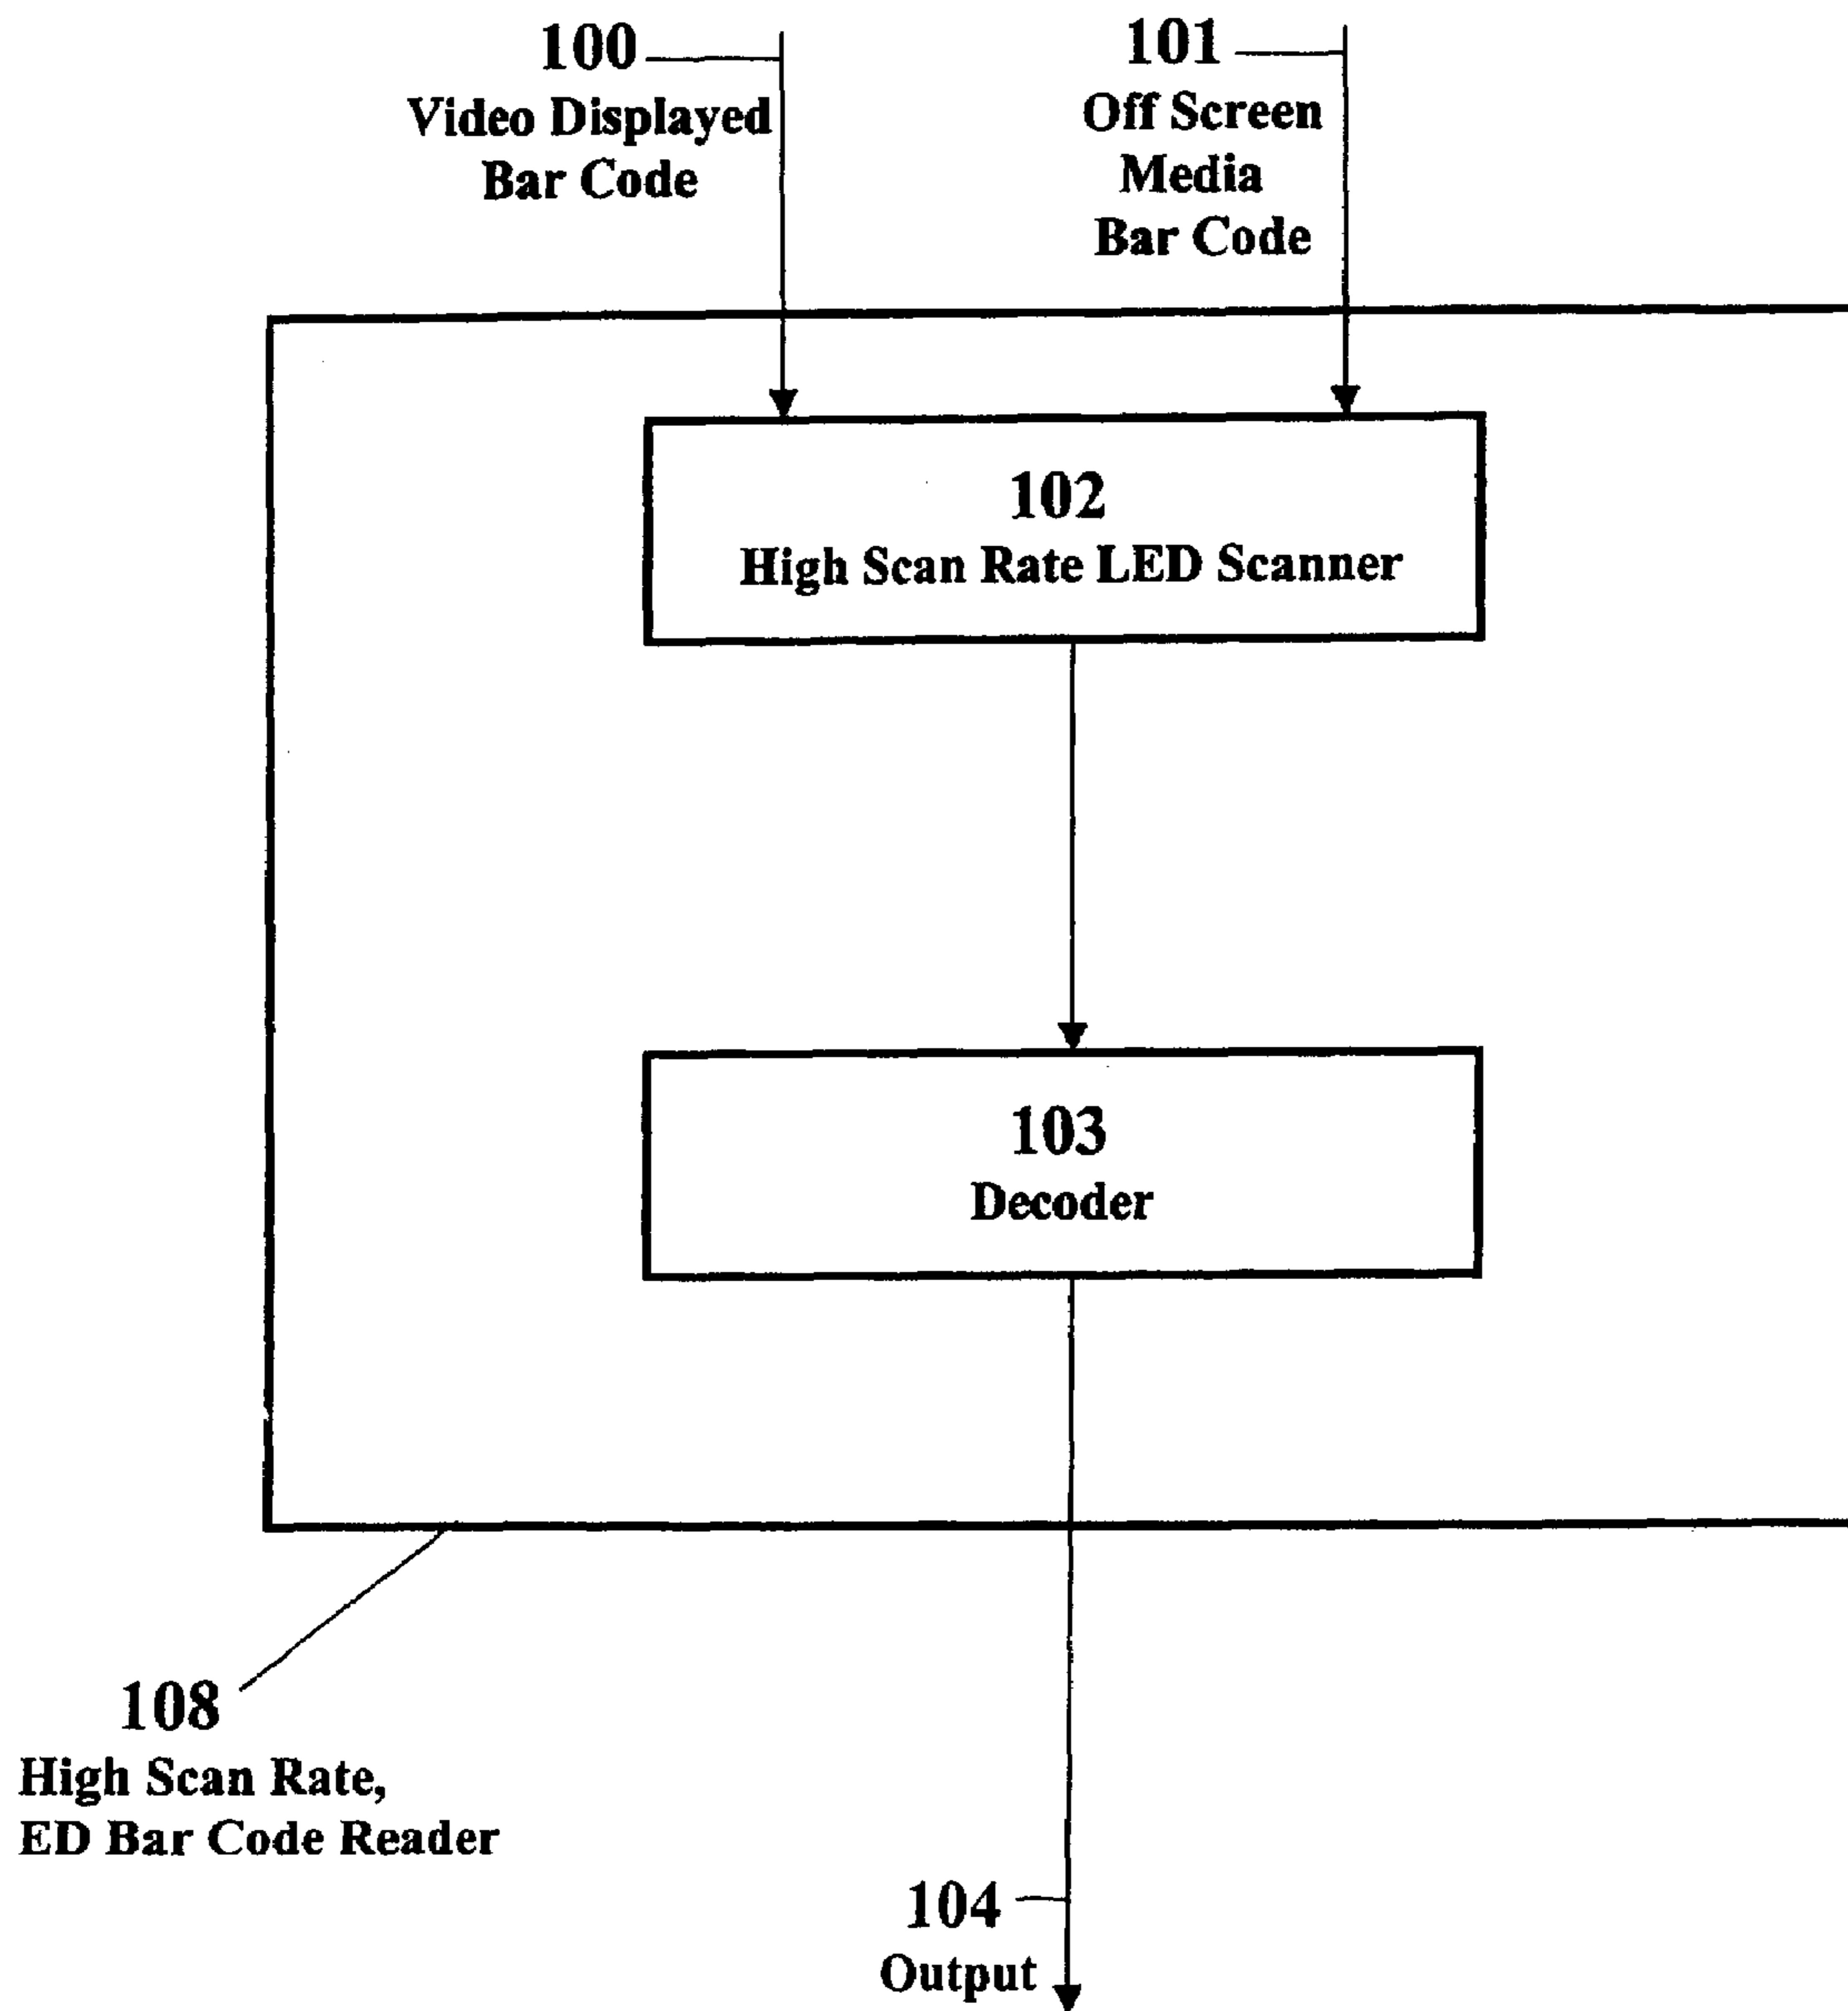 100
Video Displayed
Bar Code
101
Off Screen
Media
Bar Code
102
High Scan Rate LED Scanner
103
Decoder
108
High Scan Rate,
ED Bar Code Reader
104
Output